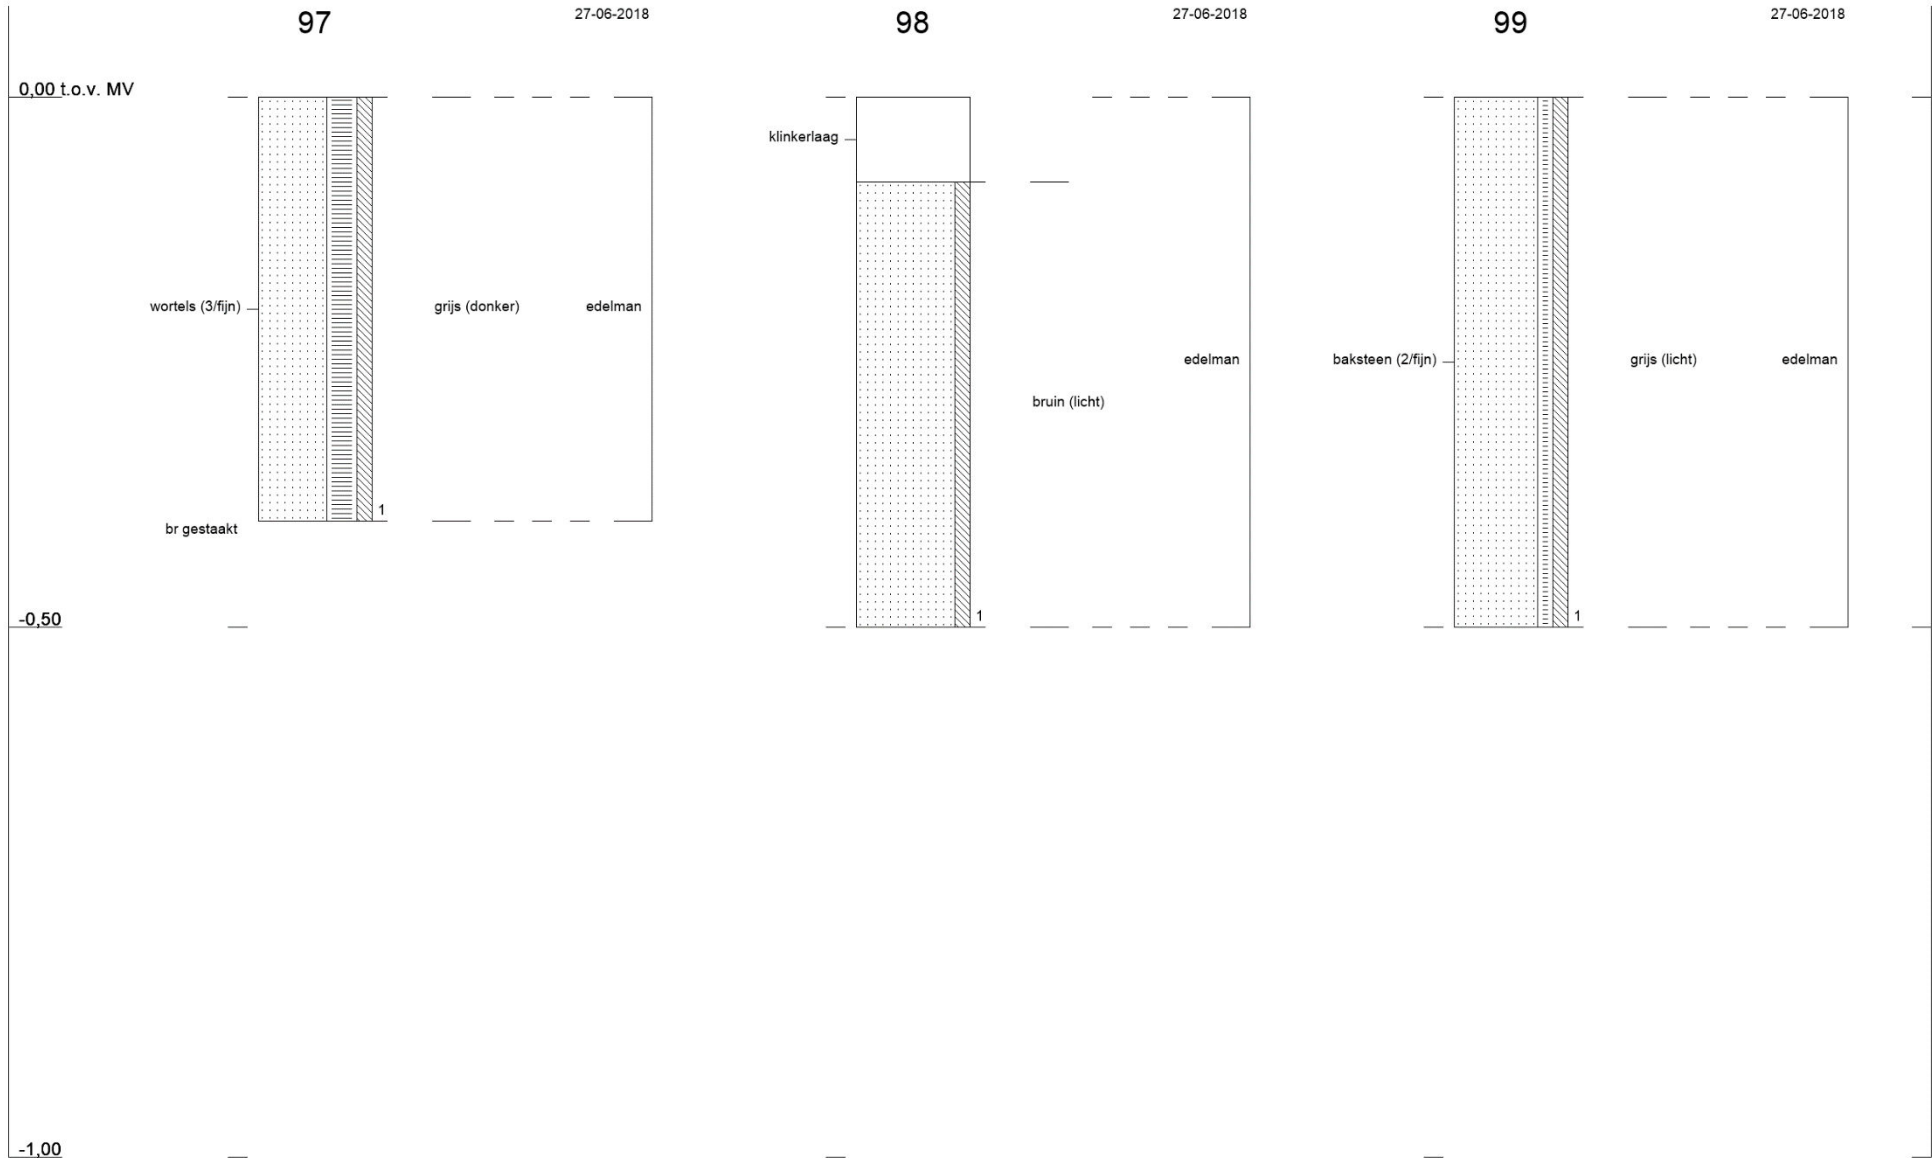 97
27-06-2018
98
27-06-2018
99
27-06-2018
0,00 t.o.v. MV
klinkerlaag
wortels (3/fijn)
grijs (donker)
edelman
edelman
baksteen (2/fijn)
grijs (licht)
edelman
bruin (licht)
1
br gestaakt
1
1
-0,50
-1,00